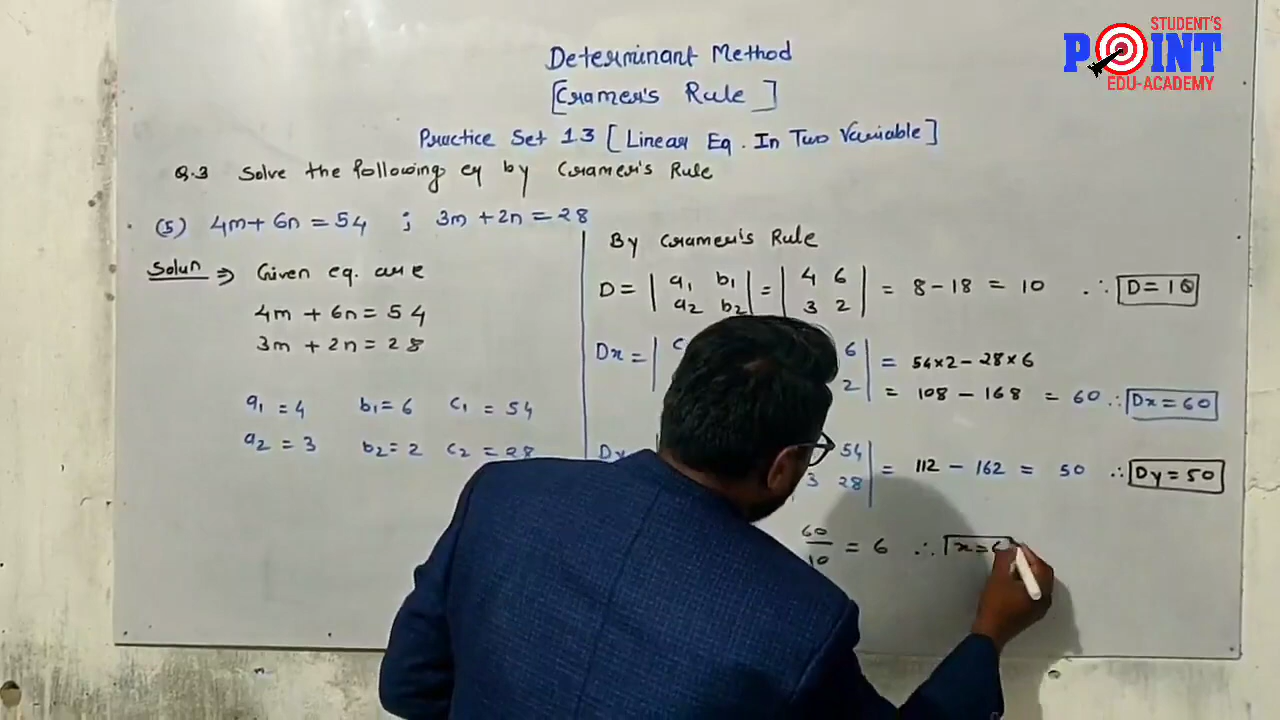 STUDENT'S
POINT
EDU-ACADEMY
Determinant Method
[Cramer's Rule]
Practice Set 1.3 [Linear Eq. In Two Variable]
Q.3 Solve the following eq by Cramer's Rule
(5) 4m + 6n = 54 ; 3m + 2n = 28
Solun ⇒ Given eq. are
4m + 6n = 54
3m + 2n = 28
a₁ = 4 b₁ = 6 c₁ = 54
a₂ = 3 b₂ = 2 c₂ = 28
By Cramer's Rule
D = | a₁ b₁ | = | 4 6 | = 8 - 18 = 10 ∴ D = 10
| a₂ b₂ | | 3 2 |
Dx = | 6 | = 54×2 - 28×6
2 | = 108 - 168 = 60 ∴ Dx = 60
54 | = 112 - 162 = 50 ∴ Dy = 50
3 28 |
60
10 = 6 ∴ x = 6